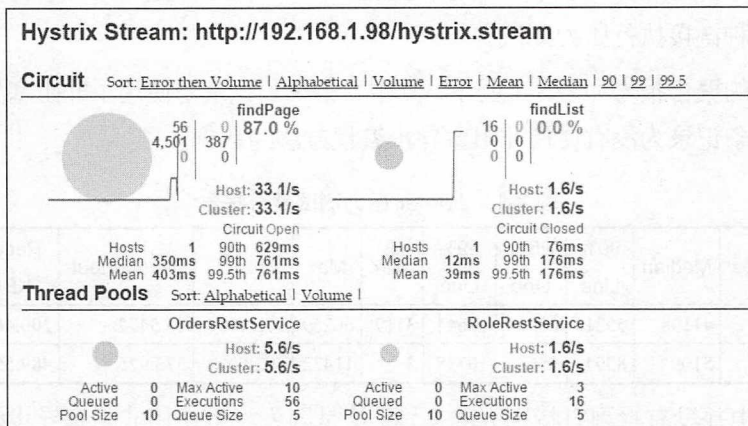 Hystrix Stream: http://192.168.1.98/hystrix.stream
Circuit Sort: Error then Volume | Alphabetical | Volume | Error | Mean | Median | 90 | 99 | 99.5
findPage
56 0 87.0 %
4,501 387
0 0
Host: 33.1/s
Cluster: 33.1/s
Circuit Open
Hosts 1 90th 629ms
Median 350ms 99th 761ms
Mean 403ms 99.5th 761ms
findList
16 0 0.0 %
0 0
0 0
Host: 1.6/s
Cluster: 1.6/s
Circuit Closed
Hosts 1 90th 76ms
Median 12ms 99th 176ms
Mean 39ms 99.5th 176ms
Thread Pools Sort: Alphabetical | Volume |
OrdersRestService
Host: 5.6/s
Cluster: 5.6/s
Active 0 Max Active 10
Queued 0 Executions 56
Pool Size 10 Queue Size 5
RoleRestService
Host: 1.6/s
Cluster: 1.6/s
Active 0 Max Active 3
Queued 0 Executions 16
Pool Size 10 Queue Size 5